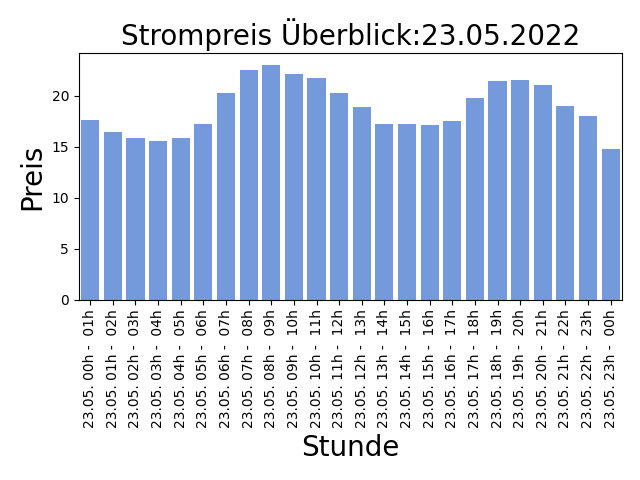 Strompreis Überblick:23.05.2022
Preis
20
15
10
5
0
23.05. 00h - 01h
23.05. 01h - 02h
23.05. 02h - 03h
23.05. 03h - 04h
23.05. 04h - 05h
23.05. 05h - 06h
23.05. 06h - 07h
23.05. 07h - 08h
23.05. 08h - 09h
23.05. 09h - 10h
23.05. 10h - 11h
23.05. 11h - 12h
23.05. 12h - 13h
23.05. 13h - 14h
23.05. 14h - 15h
23.05. 15h - 16h
23.05. 16h - 17h
23.05. 17h - 18h
23.05. 18h - 19h
23.05. 19h - 20h
23.05. 20h - 21h
23.05. 21h - 22h
23.05. 22h - 23h
23.05. 23h - 00h
Stunde